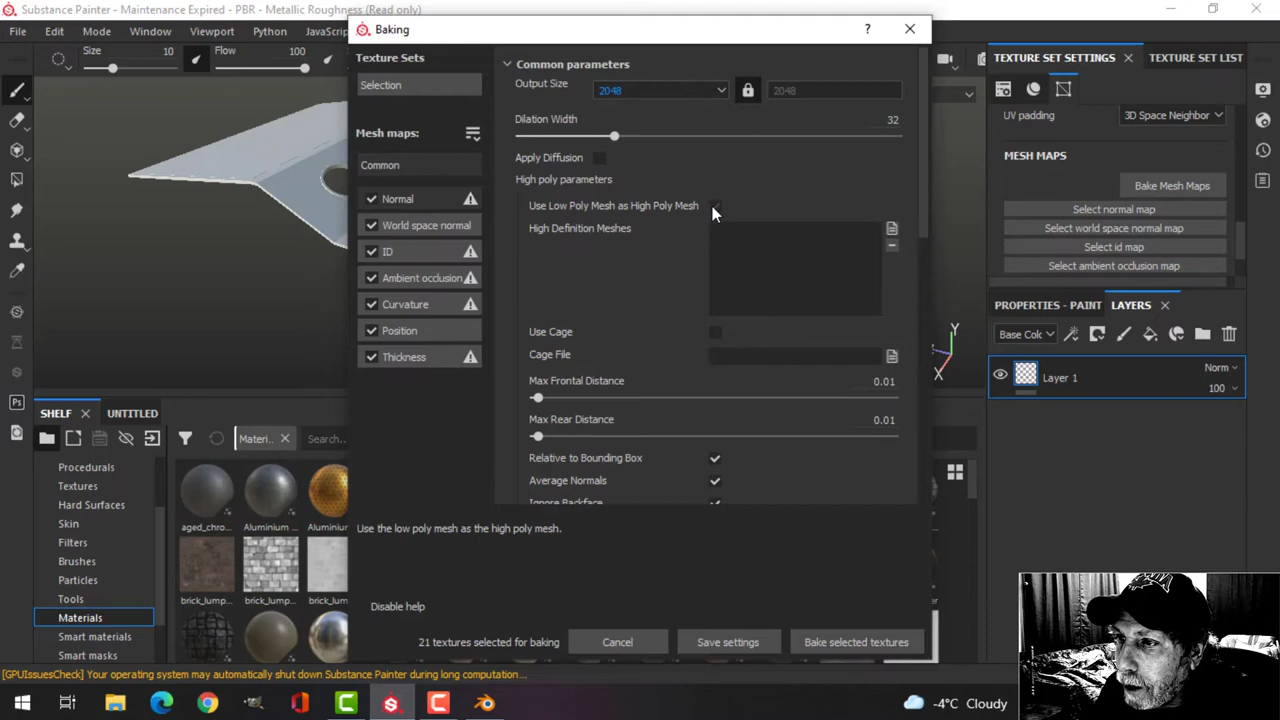 Substance Painter - Maintenance Expired - PBR - Metallic Roughness (Read only)
File Edit Mode Window Viewport Python JavaScrip
Size 10 Flow 100
Baking
?
Texture Sets
Selection
Mesh maps:
Common
Normal
World space normal
ID
Ambient occlusion
Curvature
Position
Thickness
Common parameters
Output Size 2048 2048
Dilation Width 32
Apply Diffusion
High poly parameters
Use Low Poly Mesh as High Poly Mesh
High Definition Meshes
Use Cage
Cage File
Max Frontal Distance 0.01
Max Rear Distance 0.01
Relative to Bounding Box
Average Normals
Ignore Backface
Use the low poly mesh as the high poly mesh.
Disable help
21 textures selected for baking Cancel Save settings Bake selected textures
TEXTURE SET SETTINGS TEXTURE SET LIST
UV padding 3D Space Neighbor
MESH MAPS
Bake Mesh Maps
Select normal map
Select world space normal map
Select id map
Select ambient occlusion map
PROPERTIES - PAINT LAYERS
Base Col
Layer 1 Norm
100
Y
X
SHELF UNTITLED
Materi.. Search..
Procedurals
Textures
Hard Surfaces
Skin
Filters
Brushes
Particles
Tools
Materials
Smart materials
Smart masks
aged_chro... Aluminium ... Aluminium
brick_lump... brick_lump... brick_lump
Ps
[GPUIssuesCheck] Your operating system may automatically shut down Substance Painter during long computation...
-4°C Cloudy